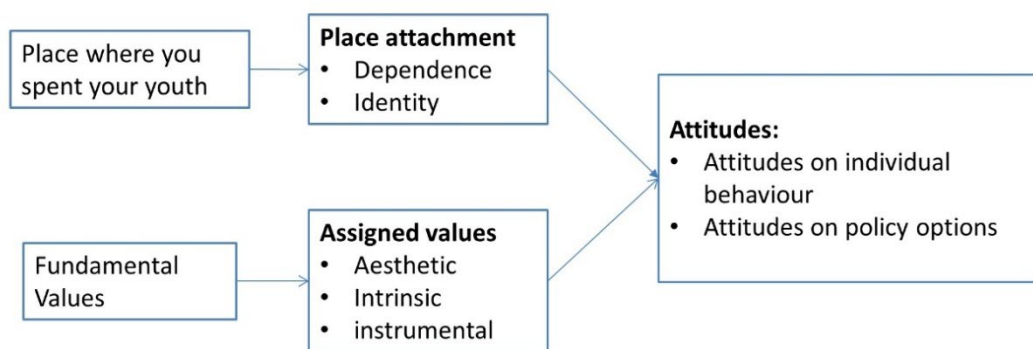 Place where you
spent your youth
Place attachment
• Dependence
• Identity
Fundamental
Values
Assigned values
• Aesthetic
• Intrinsic
• instrumental
Attitudes:
• Attitudes on individual
behaviour
• Attitudes on policy options